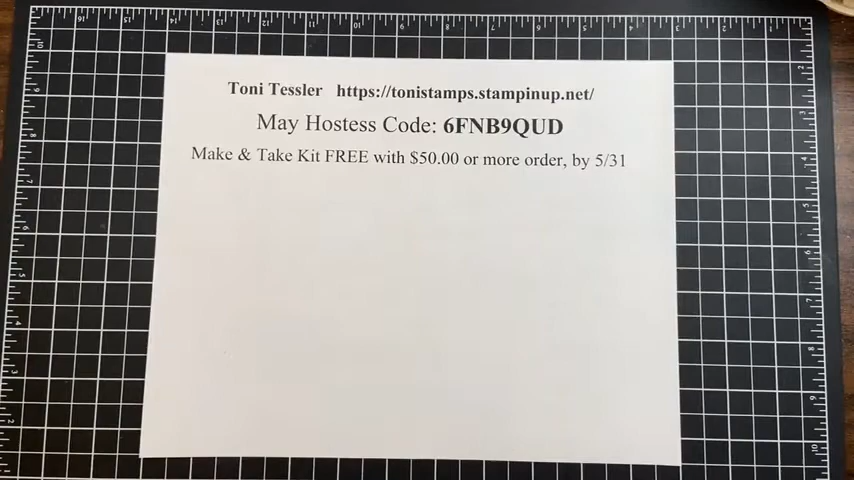 Toni Tessler https://tonistamps.stampinup.net/
May Hostess Code: 6FNB9QUD
Make & Take Kit FREE with $50.00 or more order, by 5/31